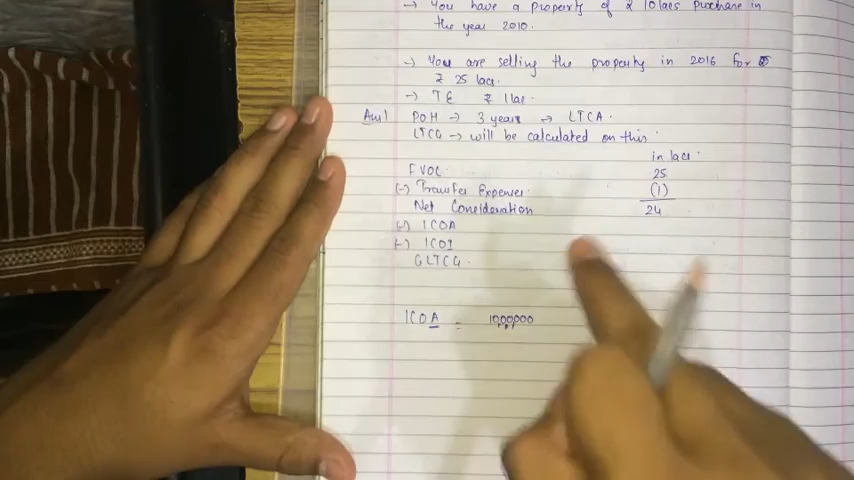 → You have a property of ₹ 10 lacs purchase in
the year 2010.
→ You are selling the property in 2016 for
₹ 25 lacs.
→ TE ₹ 1 lac.
Ans) POH → 3 years → LTCA.
LTCG → will be calculated on this.
in lacs.
FVOC 25
(-) Transfer Expenses. (1)
Net Consideration 24
(-) ICOA
(-) ICOI
GLTCG.
ICOA = 1000000